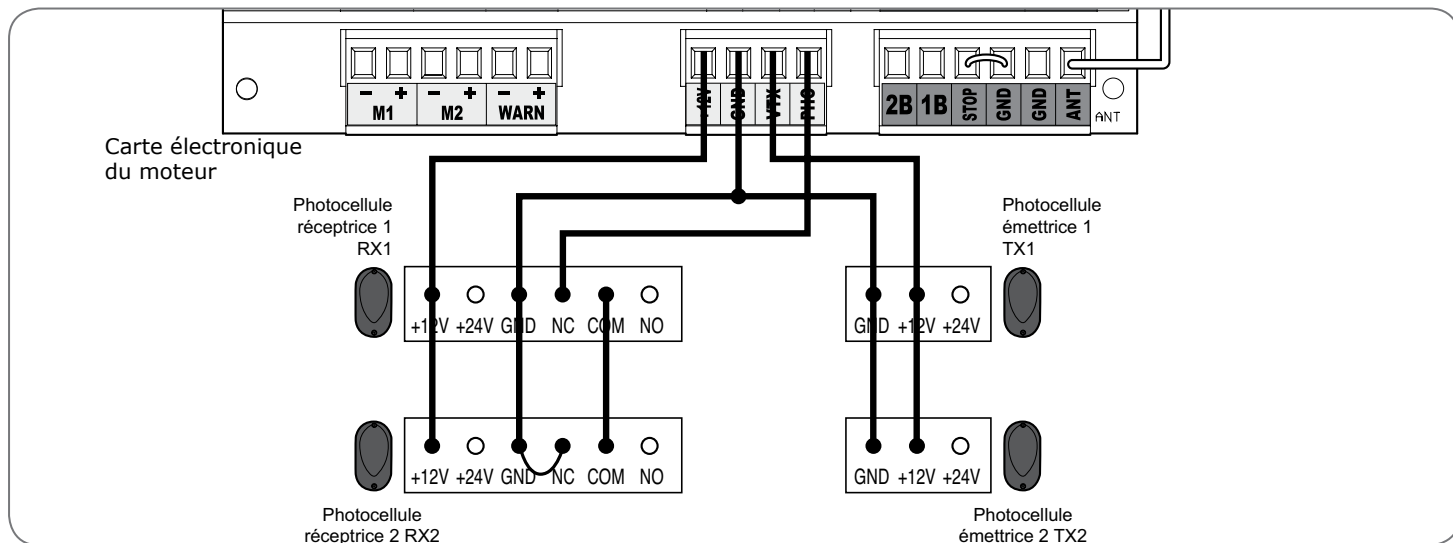 - + - + - +
M1 M2 WARN
+12V GND VTX PHO
2B 1B STOP GND GND ANT
ANT
Carte électronique
du moteur
Photocellule
réceptrice 1
RX1
Photocellule
émettrice 1
TX1
+12V +24V GND NC COM NO
GND +12V +24V
+12V +24V GND NC COM NO
GND +12V +24V
Photocellule
réceptrice 2 RX2
Photocellule
émettrice 2 TX2